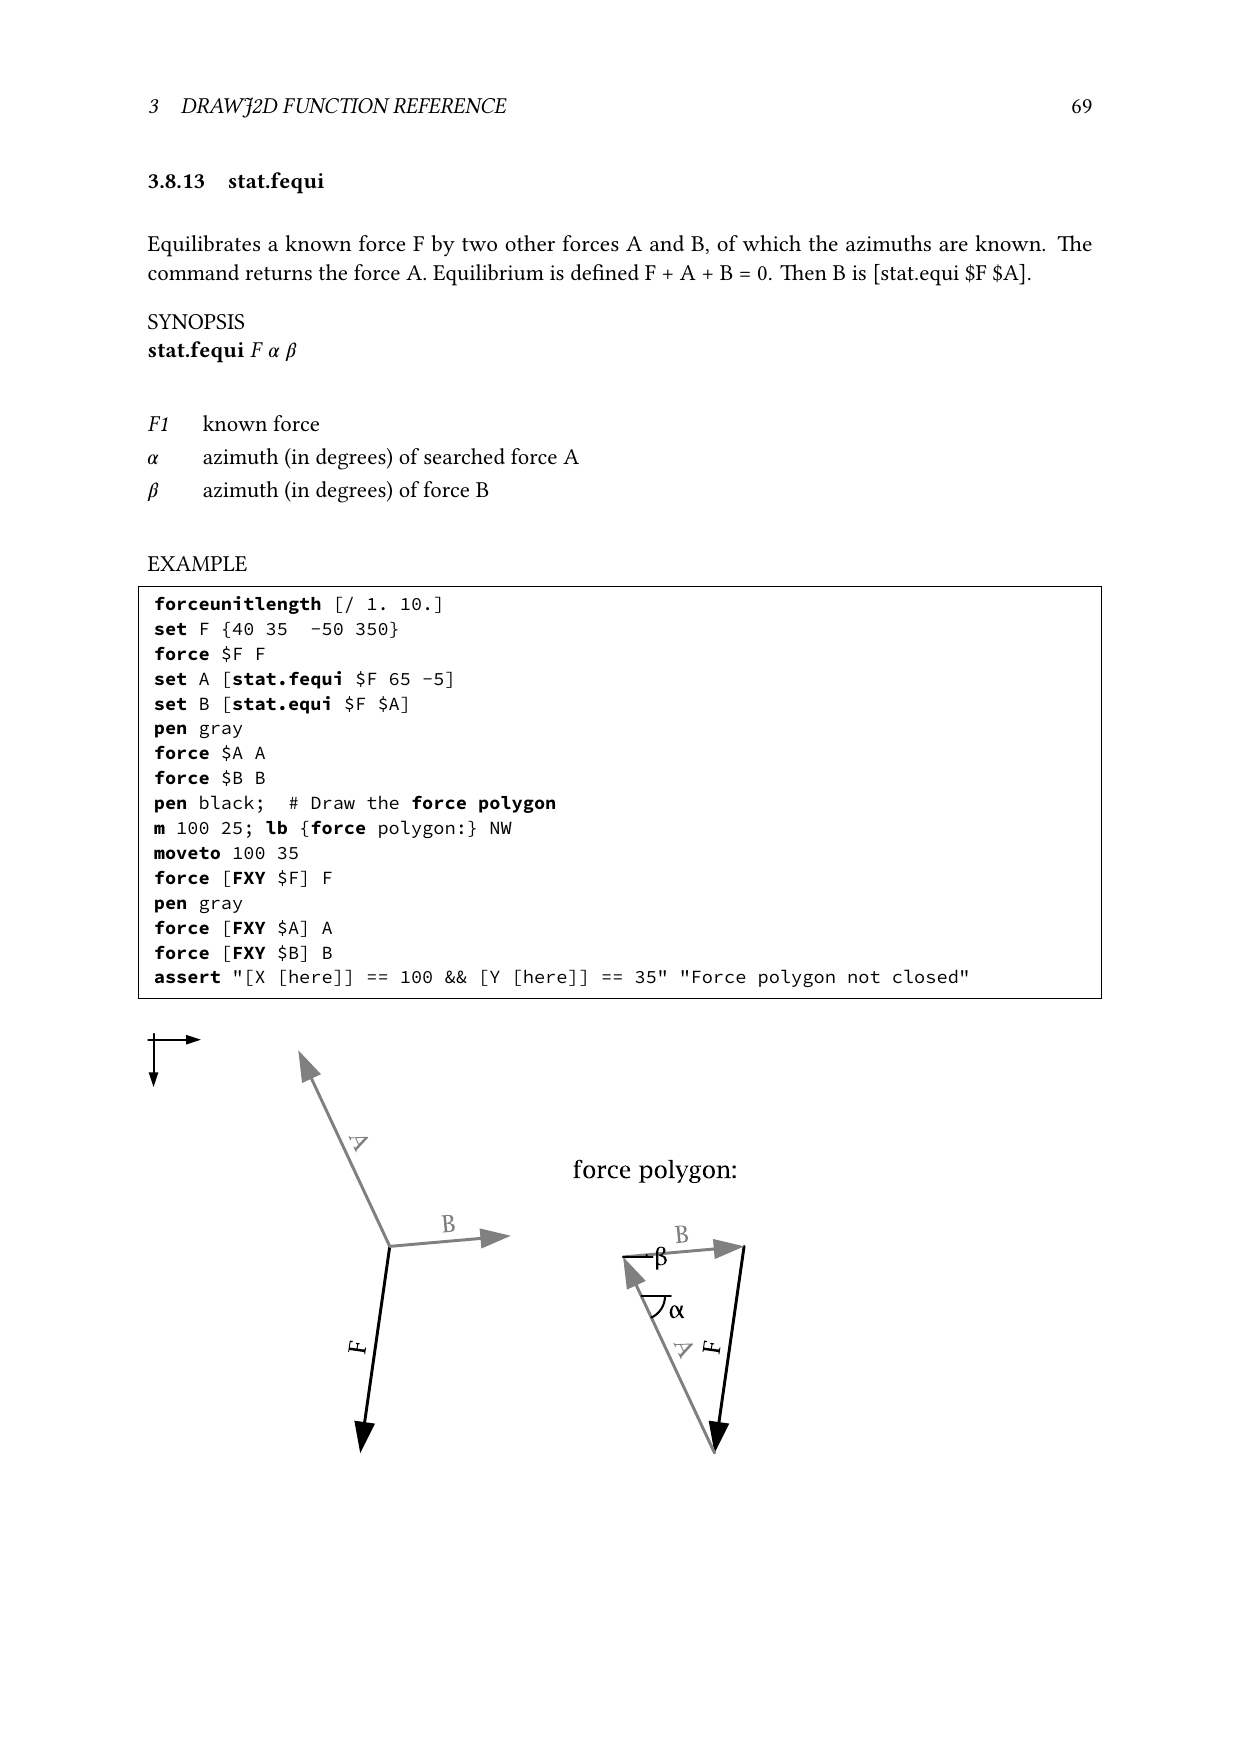 3 DRAWJ2D FUNCTION REFERENCE 69
3.8.13 stat.fequi
Equilibrates a known force F by two other forces A and B, of which the azimuths are known. The
command returns the force A. Equilibrium is defined F + A + B = 0. Then B is [stat.equi $F $A].
SYNOPSIS
stat.fequi F α β
F1 known force
α azimuth (in degrees) of searched force A
β azimuth (in degrees) of force B
EXAMPLE
forceunitlength [/ 1. 10.]
set F {40 35  -50 350}
force $F F
set A [stat.fequi $F 65 -5]
set B [stat.equi $F $A]
pen gray
force $A A
force $B B
pen black;  # Draw the force polygon
m 100 25; lb {force polygon:} NW
moveto 100 35
force [FXY $F] F
pen gray
force [FXY $A] A
force [FXY $B] B
assert "[X [here]] == 100 && [Y [here]] == 35" "Force polygon not closed"
A
B
F
force polygon:
B
β
α
A
F